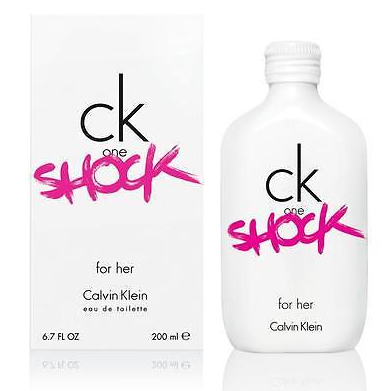 ck
one
SHOCK
for her
Calvin Klein
eau de toilette
6.7 FL OZ 200 ml e
ck
one
SHOCK
for her
Calvin Klein